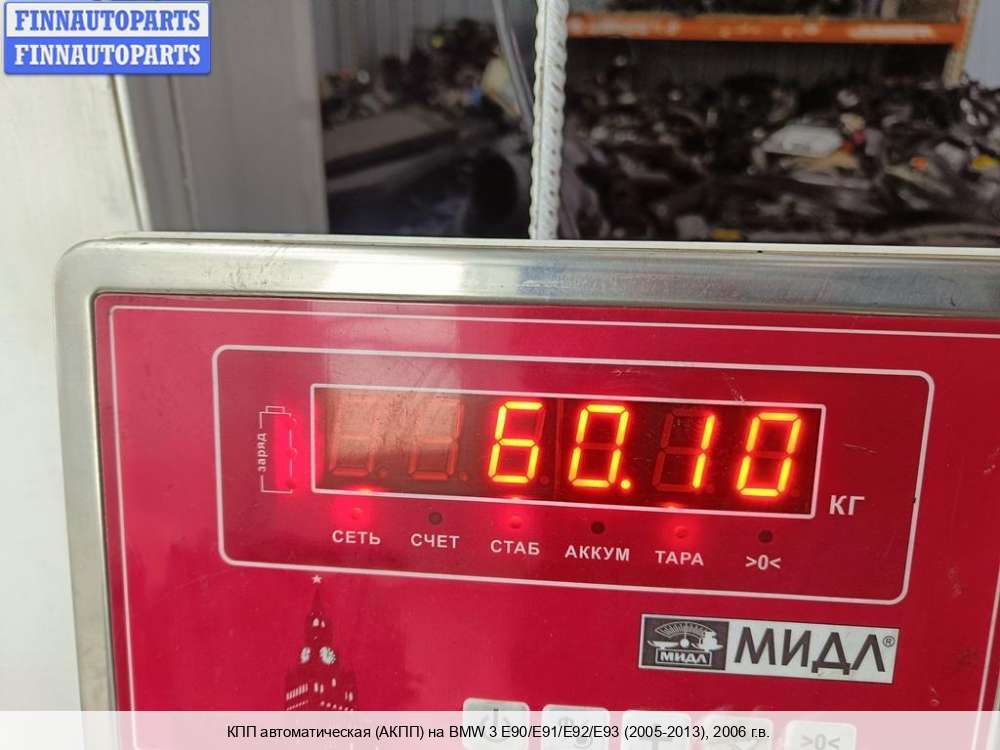 FINNAUTOPARTS
FINNAUTOPARTS
заряд
60.10
КГ
СЕТЬ СЧЕТ СТАБ АККУМ ТАРА >0<
МИДЛ МИДЛ®
>0<
КПП автоматическая (АКПП) на BMW 3 E90/E91/E92/E93 (2005-2013), 2006 г.в.